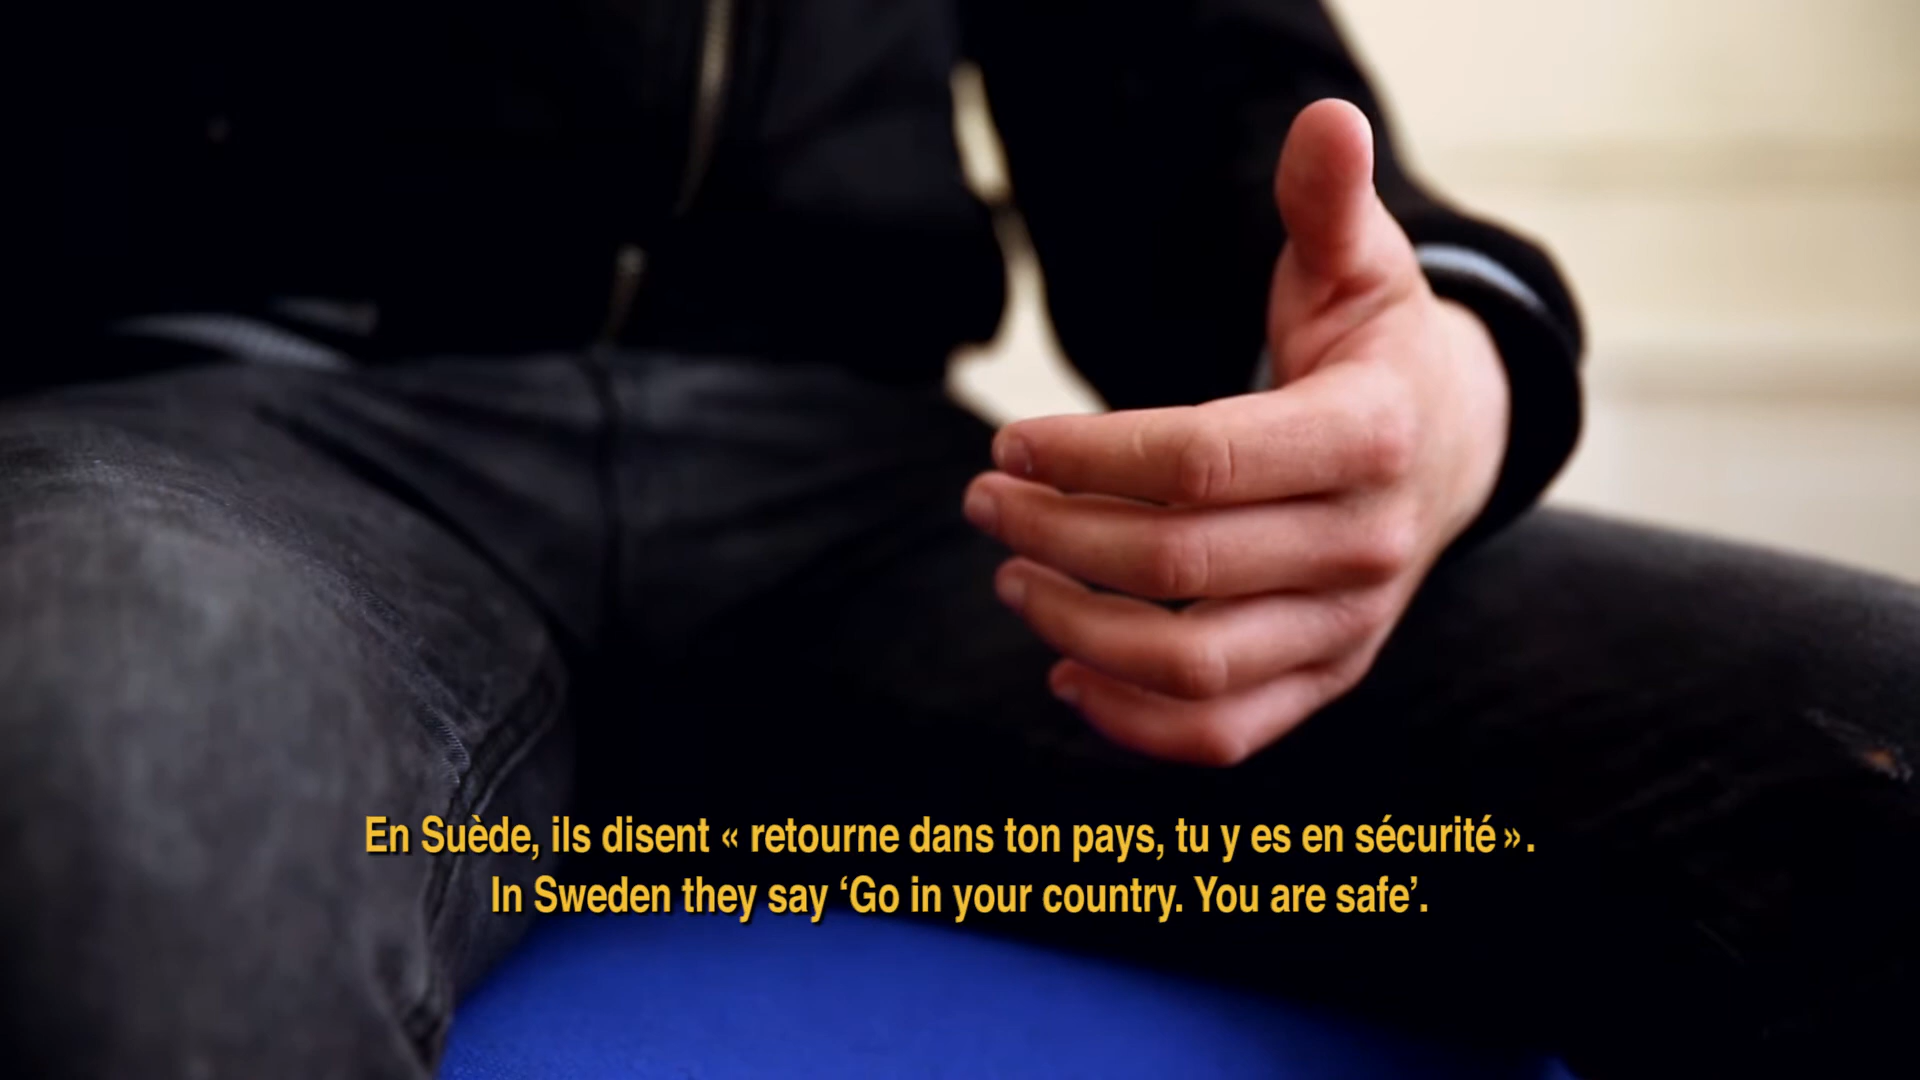 En Suède, ils disent « retourne dans ton pays, tu y es en sécurité ».
In Sweden they say ‘Go in your country. You are safe’.